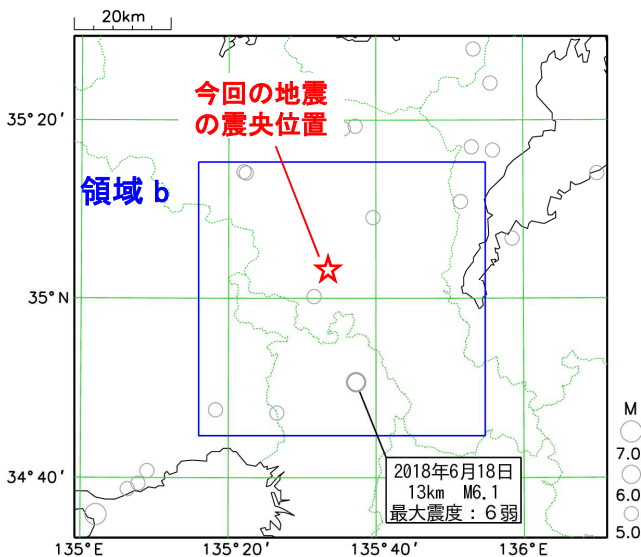 20km
今回の地震
の震央位置
35°20′
領域 b
35°N
34°40′
2018年6月18日
13km M6.1
最大震度：６弱
M
7.0
6.0
5.0
135°E
135°20′
135°40′
136°E